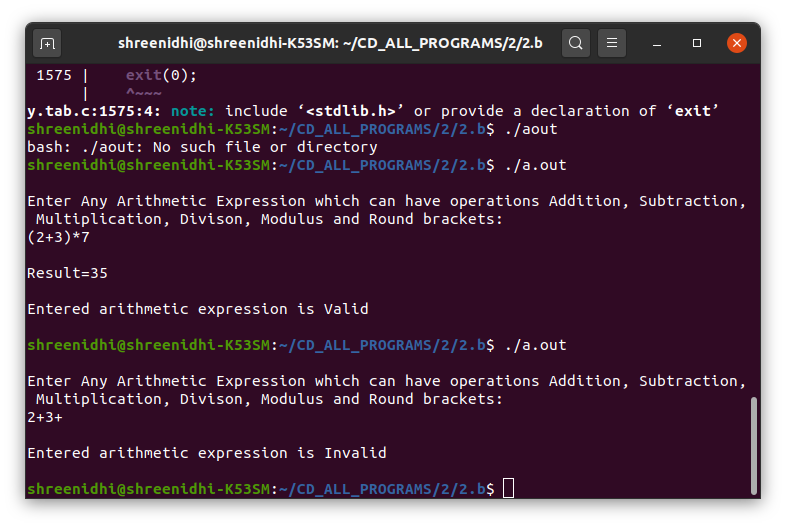 shreenidhi@shreenidhi-K53SM: ~/CD_ALL_PROGRAMS/2/2.b
1575 |    exit(0);
|    ^~~~
y.tab.c:1575:4: note: include ‘<stdlib.h>’ or provide a declaration of ‘exit’
shreenidhi@shreenidhi-K53SM:~/CD_ALL_PROGRAMS/2/2.b$ ./aout
bash: ./aout: No such file or directory
shreenidhi@shreenidhi-K53SM:~/CD_ALL_PROGRAMS/2/2.b$ ./a.out
Enter Any Arithmetic Expression which can have operations Addition, Subtraction,
Multiplication, Divison, Modulus and Round brackets:
(2+3)*7
Result=35
Entered arithmetic expression is Valid
shreenidhi@shreenidhi-K53SM:~/CD_ALL_PROGRAMS/2/2.b$ ./a.out
Enter Any Arithmetic Expression which can have operations Addition, Subtraction,
Multiplication, Divison, Modulus and Round brackets:
2+3+
Entered arithmetic expression is Invalid
shreenidhi@shreenidhi-K53SM:~/CD_ALL_PROGRAMS/2/2.b$